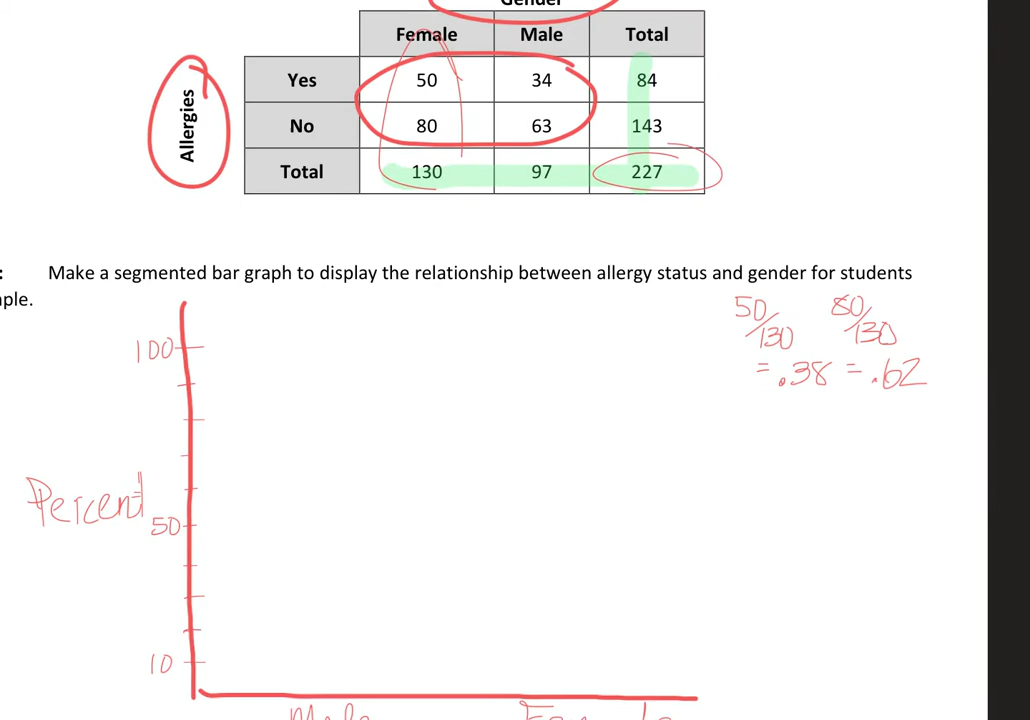 Gender
Female Male Total
Allergies
Yes 50 34 84
No 80 63 143
Total 130 97 227
: Make a segmented bar graph to display the relationship between allergy status and gender for students
ple.
50/130 80/130
= .38 = .62
100
Percent
50
10
Male Female